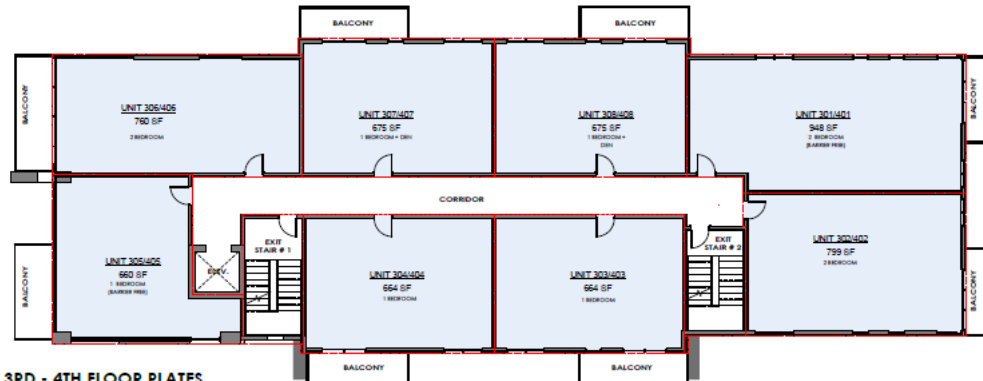 BALCONY
BALCONY
BALCONY
UNIT 306/406
760 SF
2 BEDROOM
UNIT 307/407
675 SF
1 BEDROOM + DEN
UNIT 308/408
675 SF
1 BEDROOM +
DEN
UNIT 301/401
948 SF
2 BEDROOM
(BARRIER FREE)
BALCONY
CORRIDOR
EXIT
STAIR # 1
EXIT
STAIR # 2
UNIT 302/402
799 SF
2 BEDROOM
UNIT 305/405
660 SF
1 BEDROOM
(BARRIER FREE)
ELEV.
UNIT 304/404
664 SF
1 BEDROOM
UNIT 303/403
664 SF
1 BEDROOM
BALCONY
BALCONY
BALCONY
BALCONY
3RD - 4TH FLOOR PLATES